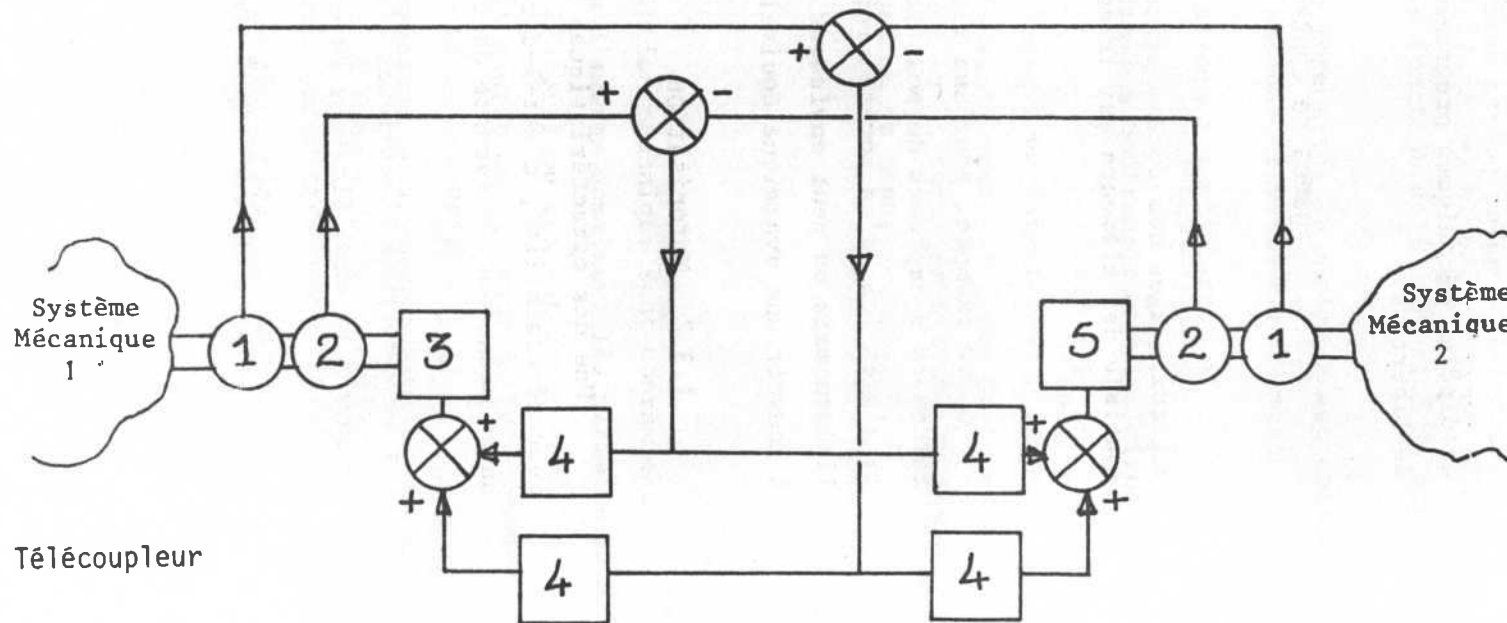 + -
+ -
Système
Mécanique
1
1 2 3
5 2 1
Système
Mécanique
2
+ 4 4 +
+ 4 4 +
Télécoupleur